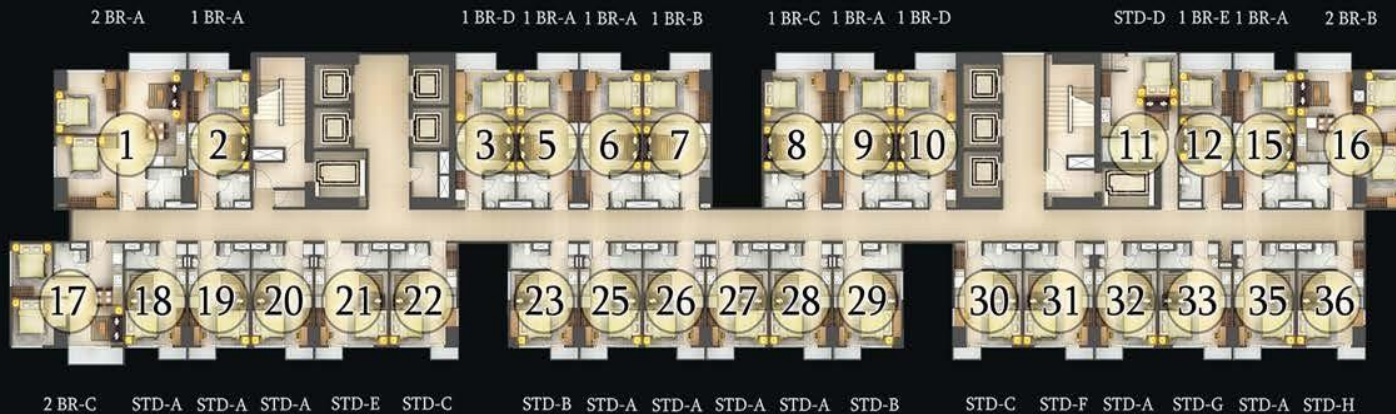 2 BR-A 1 BR-A 1 BR-D 1 BR-A 1 BR-A 1 BR-B 1 BR-C 1 BR-A 1 BR-D STD-D 1 BR-E 1 BR-A 2 BR-B
1 2 3 5 6 7 8 9 10 11 12 15 16
17 18 19 20 21 22 23 25 26 27 28 29 30 31 32 33 35 36
2 BR-C STD-A STD-A STD-A STD-E STD-C STD-B STD-A STD-A STD-A STD-A STD-B STD-C STD-F STD-A STD-G STD-A STD-H